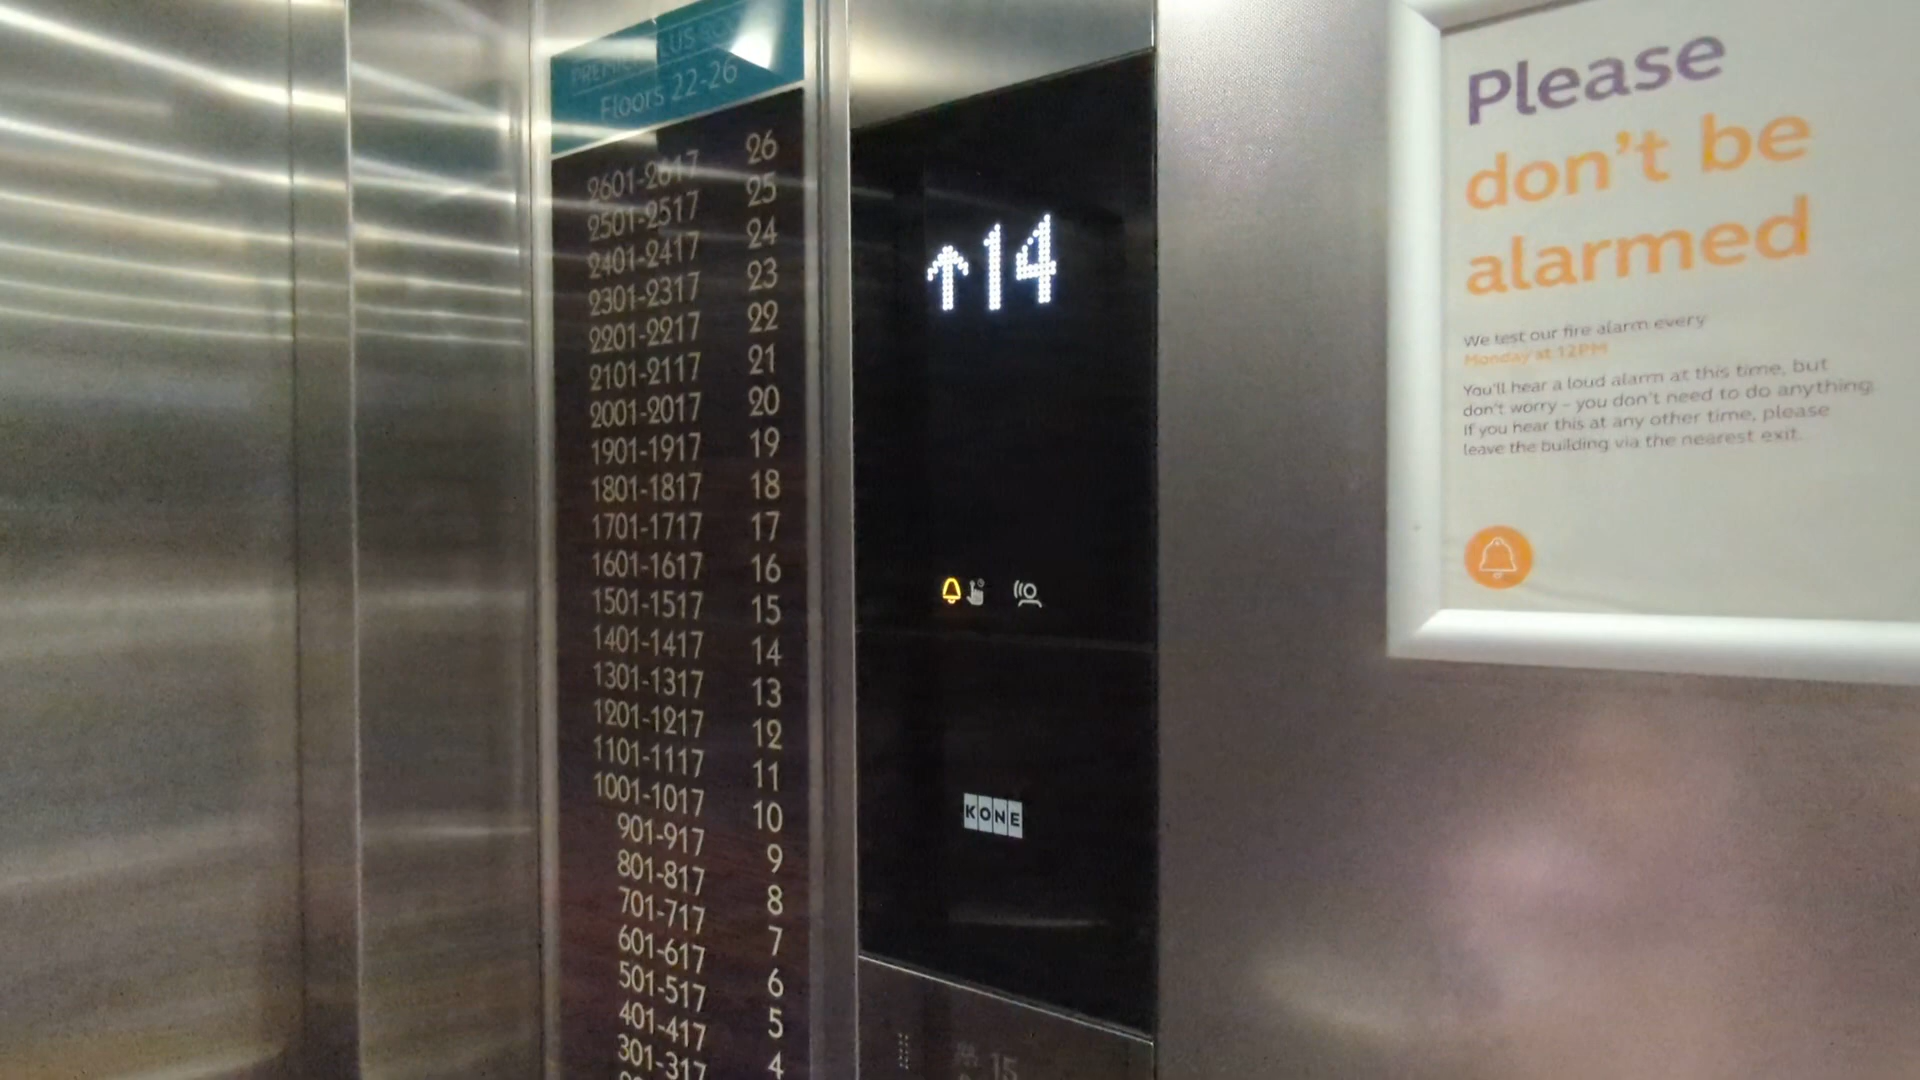 PREMIER PLUS
Floors 22-26
2601-2617 26
2501-2517 25
2401-2417 24
2301-2317 23
2201-2217 22
2101-2117 21
2001-2017 20
1901-1917 19
1801-1817 18
1701-1717 17
1601-1617 16
1501-1517 15
1401-1417 14
1301-1317 13
1201-1217 12
1101-1117 11
1001-1017 10
901-917 9
801-817 8
701-717 7
601-617 6
501-517 5
401-417 4
301-317
↑14
KONE
15
Please
don't be
alarmed
We test our fire alarm every
Monday at 12PM
You'll hear a loud alarm at this time, but
don't worry – you don't need to do anything.
If you hear this at any other time, please
leave the building via the nearest exit.